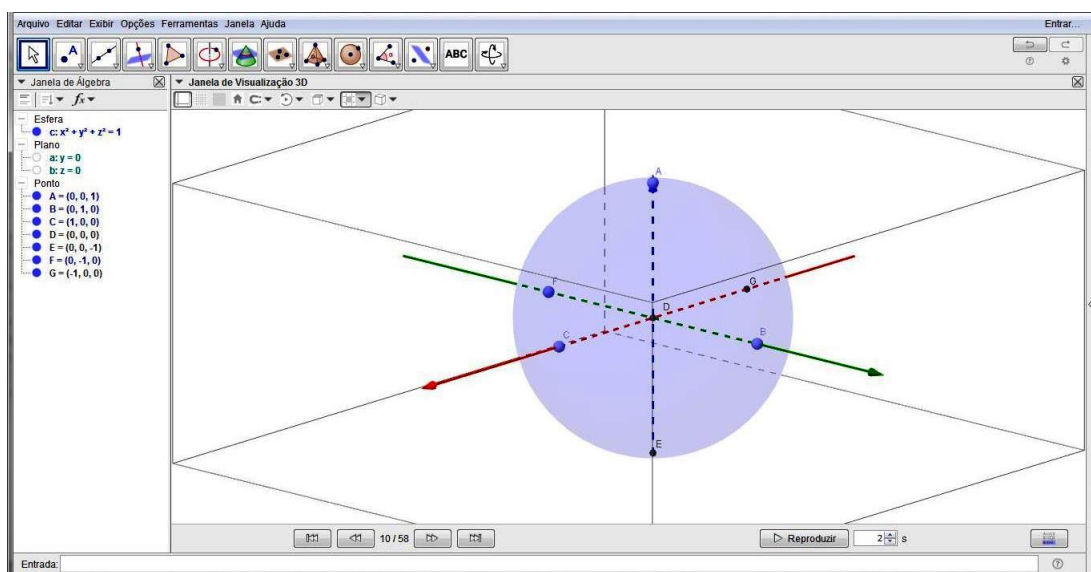 Arquivo Editar Exibir Opções Ferramentas Janela Ajuda
Entrar...
A
ABC
Janela de Álgebra
Janela de Visualização 3D
Esfera
c: x² + y² + z² = 1
Plano
a: y = 0
b: z = 0
Ponto
A = (0, 0, 1)
B = (0, 1, 0)
C = (1, 0, 0)
D = (0, 0, 0)
E = (0, 0, -1)
F = (0, -1, 0)
G = (-1, 0, 0)
A
F
G
D
C
B
E
10 / 58
Reproduzir
2 s
Entrada: